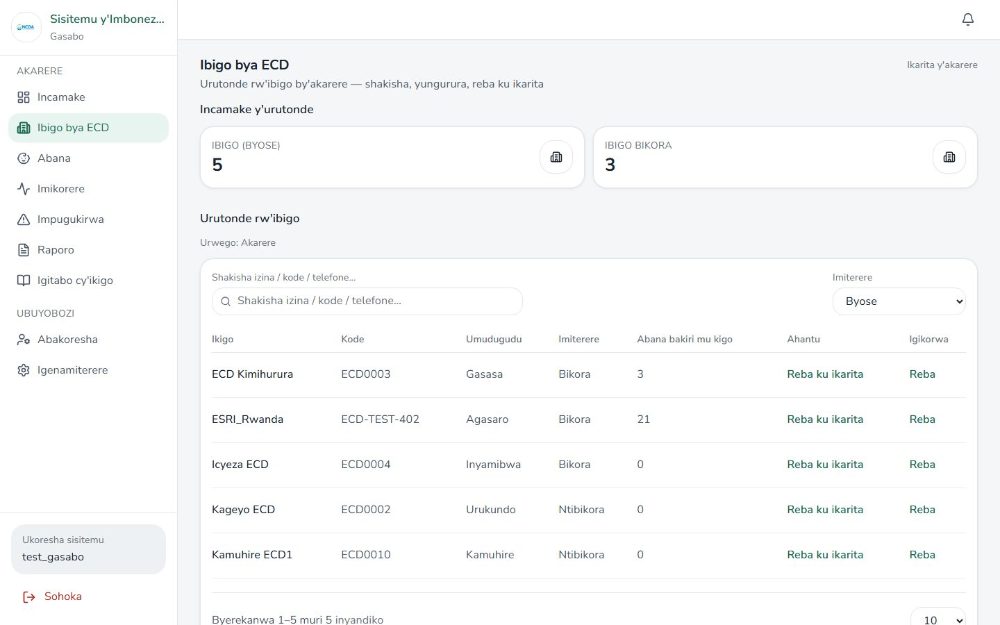 NCDA
Sisitemu y'Imbonez...
Gasabo
AKARERE
Incamake
Ibigo bya ECD
Abana
Imikorere
Impugukirwa
Raporo
Igitabo cy'ikigo
UBUYOBOZI
Abakoresha
Igenamiterere
Ukoresha sisitemu
test_gasabo
Sohoka
Ibigo bya ECD
Ikarita y'akarere
Urutonde rw'ibigo by'akarere — shakisha, yungurura, reba ku ikarita
Incamake y'urutonde
IBIGO (BYOSE)
5
IBIGO BIKORA
3
Urutonde rw'ibigo
Urwego: Akarere
Shakisha izina / kode / telefone...
Imiterere
Shakisha izina / kode / telefone...
Byose
Ikigo Kode Umudugudu Imiterere Abana bakiri mu kigo Ahantu Igikorwa
ECD Kimihurura ECD0003 Gasasa Bikora 3 Reba ku ikarita Reba
ESRI_Rwanda ECD-TEST-402 Agasaro Bikora 21 Reba ku ikarita Reba
Icyeza ECD ECD0004 Inyamibwa Bikora 0 Reba ku ikarita Reba
Kageyo ECD ECD0002 Urukundo Ntibikora 0 Reba ku ikarita Reba
Kamuhire ECD1 ECD0010 Kamuhire Ntibikora 0 Reba ku ikarita Reba
Byerekanwa 1–5 muri 5 inyandiko
10